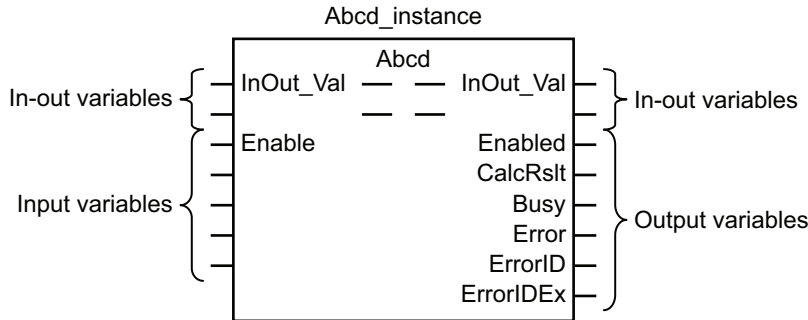 Abcd_instance
Abcd
InOut_Val InOut_Val
In-out variables In-out variables
Enable Enabled
CalcRslt
Input variables Busy
Output variables
Error
ErrorID
ErrorIDEx